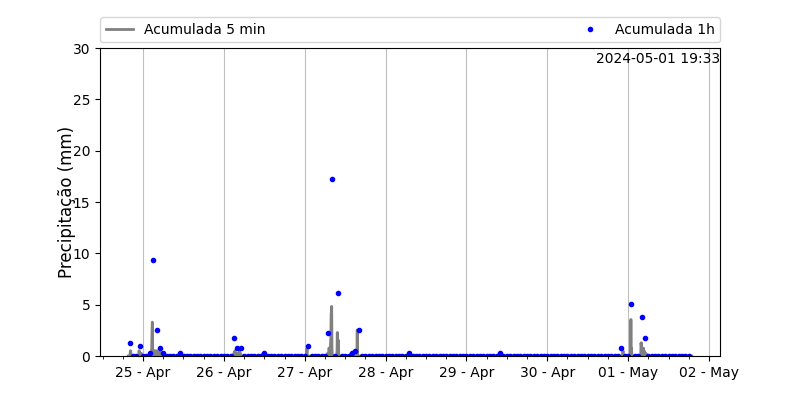 Acumulada 5 min
Acumulada 1h
2024-05-01 19:33
Precipitação (mm)
30
25
20
15
10
5
0
25 - Apr
26 - Apr
27 - Apr
28 - Apr
29 - Apr
30 - Apr
01 - May
02 - May